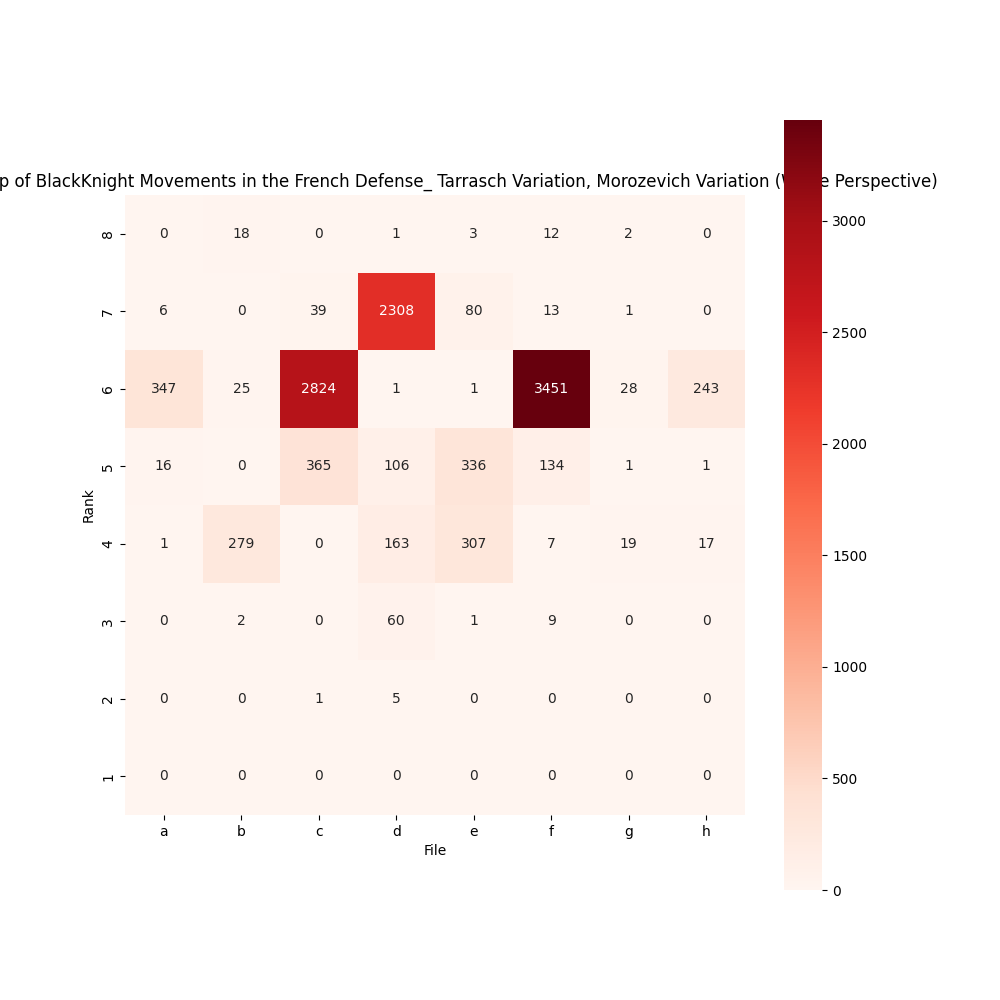 p of BlackKnight Movements in the French Defense_ Tarrasch Variation, Morozevich Variation (W e Perspective)
8 0 18 0 1 3 12 2 0
7 6 0 39 2308 80 13 1 0
6 347 25 2824 1 1 3451 28 243
5 16 0 365 106 336 134 1 1
4 1 279 0 163 307 7 19 17
3 0 2 0 60 1 9 0 0
2 0 0 1 5 0 0 0 0
1 0 0 0 0 0 0 0 0
a b c d e f g h
Rank
File
3000
2500
2000
1500
1000
500
0